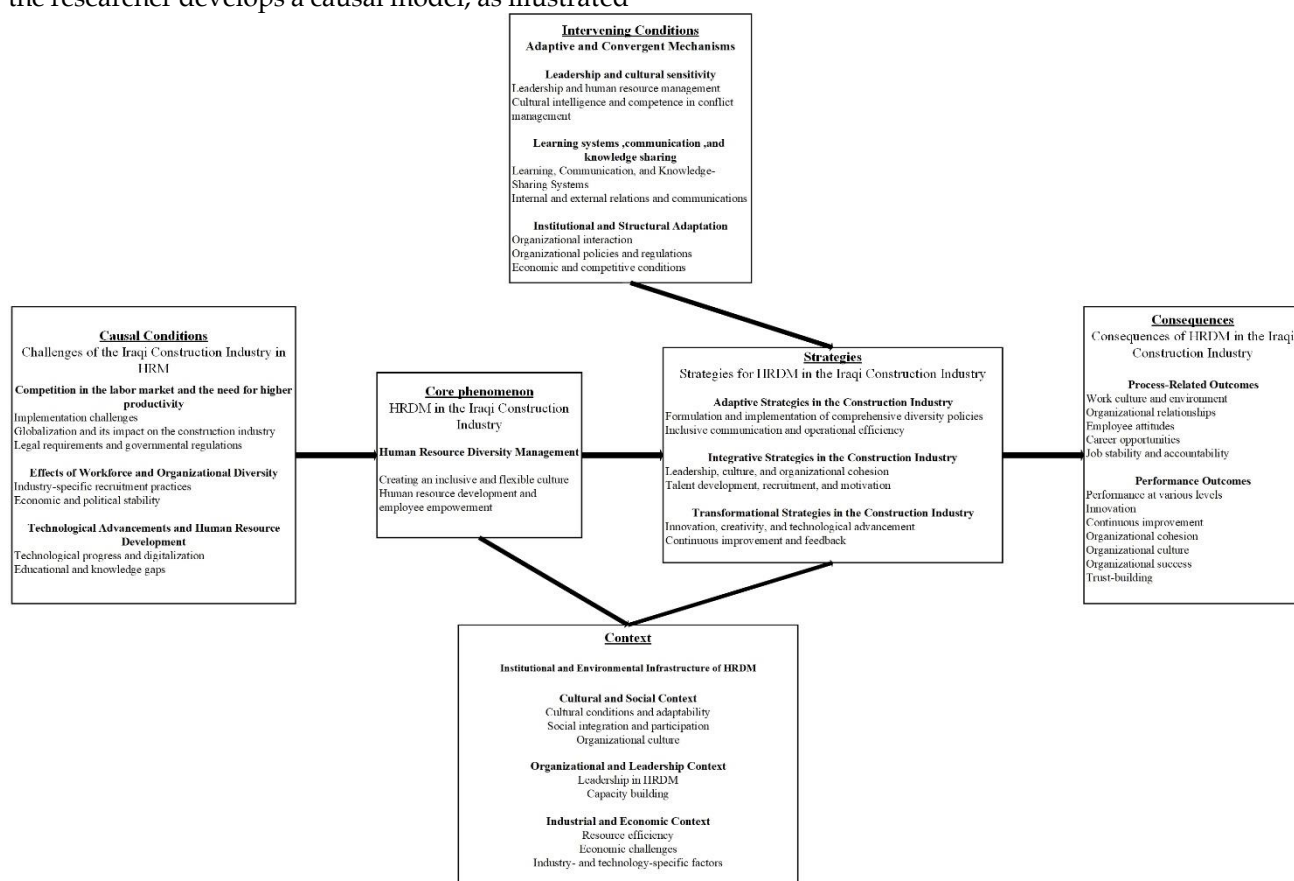 the researcher develops a causal model, as illustrated
Intervening Conditions
Adaptive and Convergent Mechanisms
Leadership and cultural sensitivity
Leadership and human resource management
Cultural intelligence and competence in conflict
management
Learning systems ,communication ,and
knowledge sharing
Learning, Communication, and Knowledge-
Sharing Systems
Internal and external relations and communications
Institutional and Structural Adaptation
Organizational interaction
Organizational policies and regulations
Economic and competitive conditions
Causal Conditions
Challenges of the Iraqi Construction Industry in
HRM
Competition in the labor market and the need for higher
productivity
Implementation challenges
Globalization and its impact on the construction industry
Legal requirements and governmental regulations
Effects of Workforce and Organizational Diversity
Industry-specific recruitment practices
Economic and political stability
Technological Advancements and Human Resource
Development
Technological progress and digitalization
Educational and knowledge gaps
Core phenomenon
HRDM in the Iraqi Construction
Industry
Human Resource Diversity Management
Creating an inclusive and flexible culture
Human resource development and
employee empowerment
Strategies
Strategies for HRDM in the Iraqi Construction Industry
Adaptive Strategies in the Construction Industry
Formulation and implementation of comprehensive diversity policies
Inclusive communication and operational efficiency
Integrative Strategies in the Construction Industry
Leadership, culture, and organizational cohesion
Talent development, recruitment, and motivation
Transformational Strategies in the Construction Industry
Innovation, creativity, and technological advancement
Continuous improvement and feedback
Consequences
Consequences of HRDM in the Iraqi
Construction Industry
Process-Related Outcomes
Work culture and environment
Organizational relationships
Employee attitudes
Career opportunities
Job stability and accountability
Performance Outcomes
Performance at various levels
Innovation
Continuous improvement
Organizational cohesion
Organizational culture
Organizational success
Trust-building
Context
Institutional and Environmental Infrastructure of HRDM
Cultural and Social Context
Cultural conditions and adaptability
Social integration and participation
Organizational culture
Organizational and Leadership Context
Leadership in HRDM
Capacity building
Industrial and Economic Context
Resource efficiency
Economic challenges
Industry- and technology-specific factors